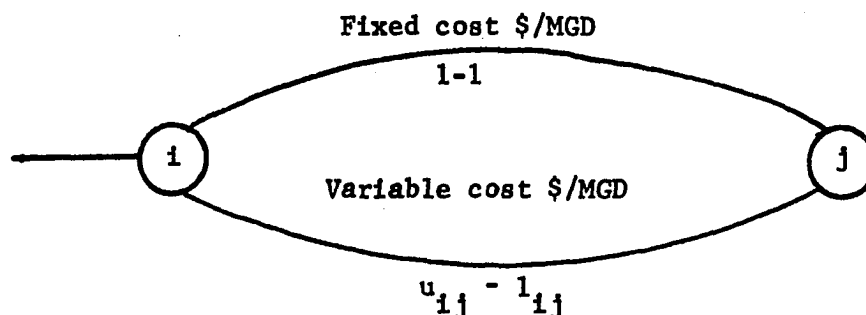 Fixed cost $/MGD
1-1
i
j
Variable cost $/MGD
u_ij - l_ij